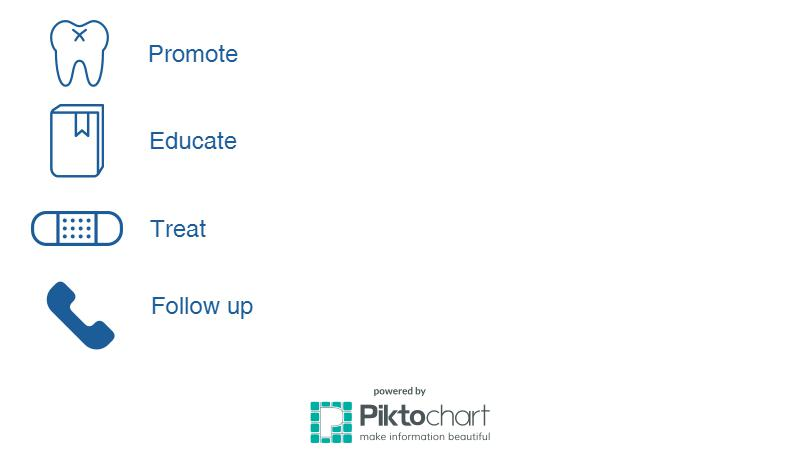 Promote
Educate
Treat
Follow up
powered by
Piktochart
make information beautiful